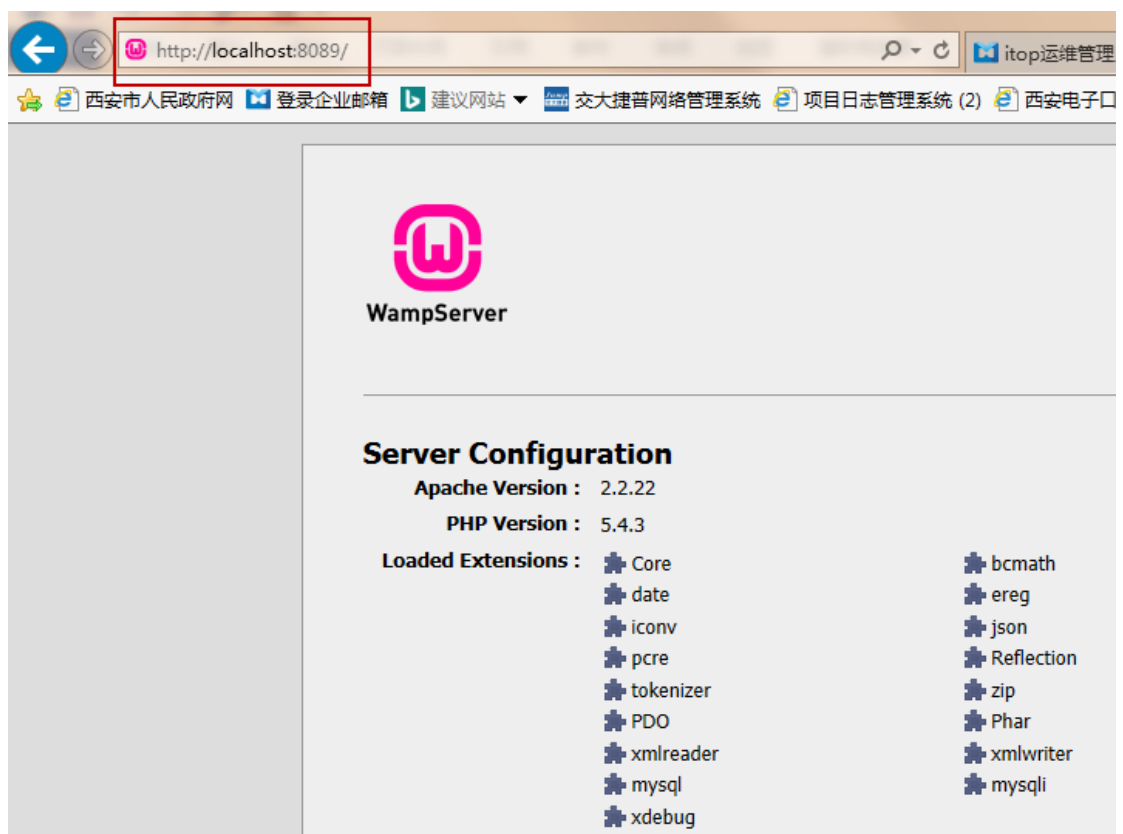 http://localhost:8089/
itop运维管理
西安市人民政府网 登录企业邮箱 建议网站 交大捷普网络管理系统 项目日志管理系统 (2) 西安电子口
WampServer
Server Configuration
Apache Version : 2.2.22
PHP Version : 5.4.3
Loaded Extensions : Core bcmath
date ereg
iconv json
pcre Reflection
tokenizer zip
PDO Phar
xmlreader xmlwriter
mysql mysqli
xdebug